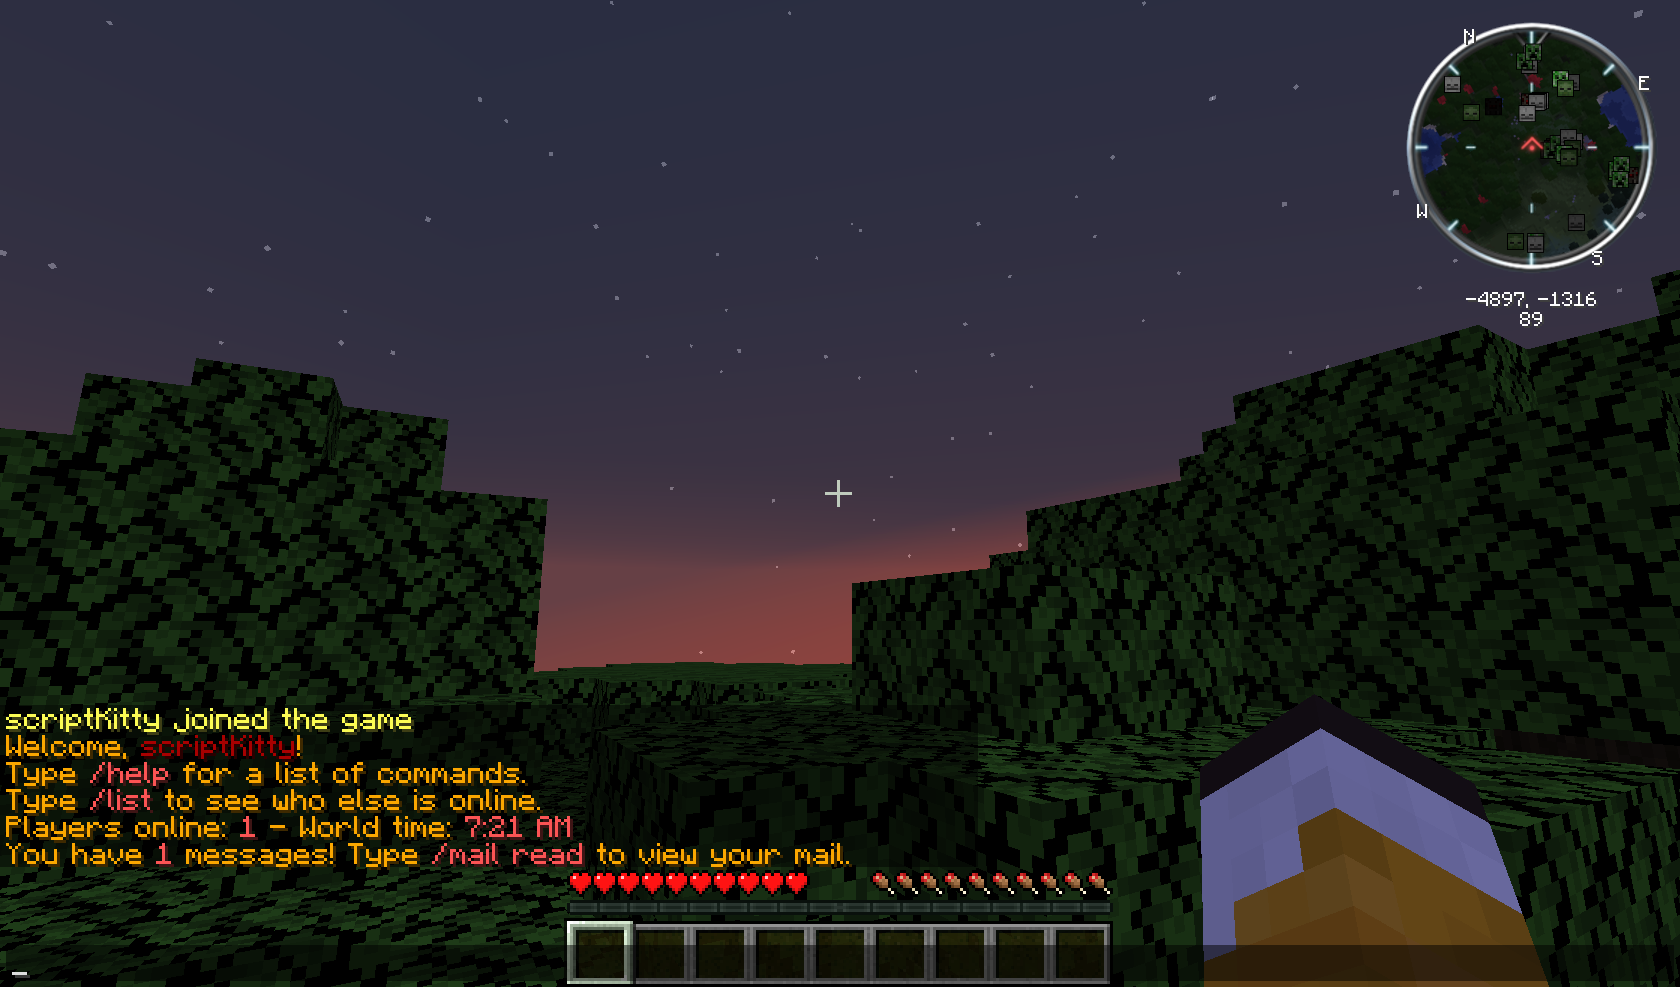 N
E
W
S
-4897, -1316
89
scriptKitty joined the game
Welcome, scriptKitty!
Type /help for a list of commands.
Type /list to see who else is online.
Players online: 1 - World time: 7:21 AM
You have 1 messages! Type /mail read to view your mail.
_